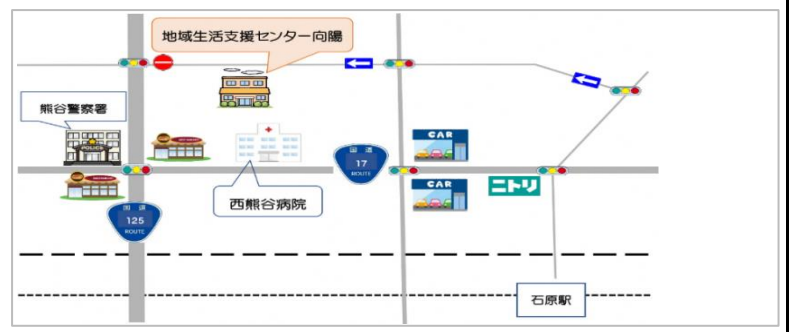 地域生活支援センター向陽
熊谷警察署
POLICE
西熊谷病院
国道
17
ROUTE
CAR
CAR
ニトリ
国道
125
ROUTE
石原駅